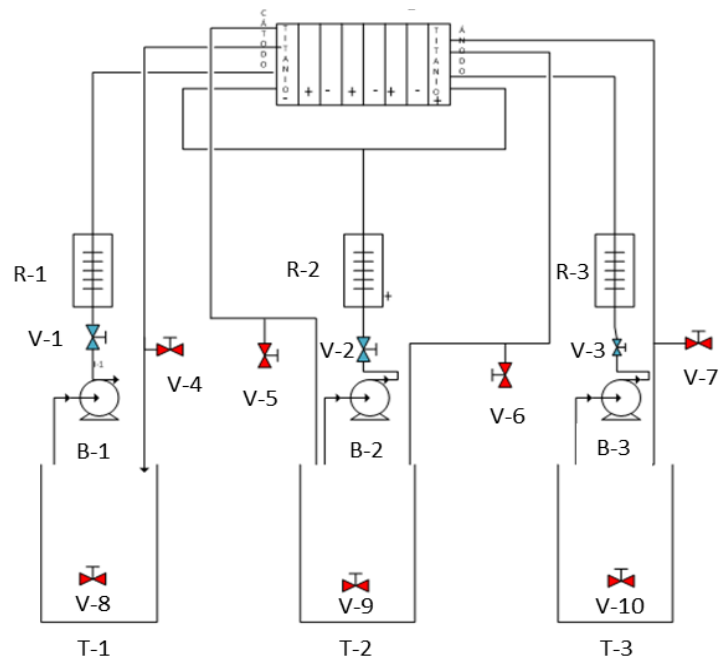 CÁTODO
TITANIO
-
+ - + - + -
TITANIO
+
ÁNODO
R-1
R-2
R-3
+
V-1
V-2
V-3
V-4
V-5
V-6
V-7
B-1
B-2
B-3
V-8
V-9
V-10
T-1
T-2
T-3